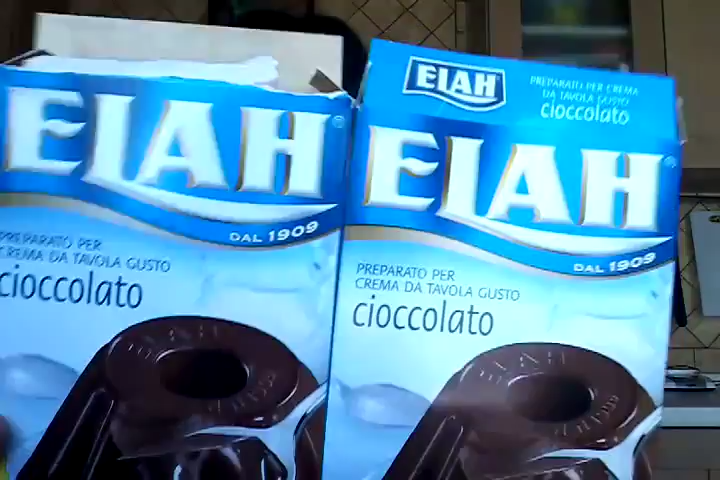 ELAH
DAL 1909
PREPARATO PER
CREMA DA TAVOLA GUSTO
cioccolato
ELAH
PREPARATO PER CREMA
DA TAVOLA GUSTO
cioccolato
ELAH
DAL 1909
PREPARATO PER
CREMA DA TAVOLA GUSTO
cioccolato
ELAH